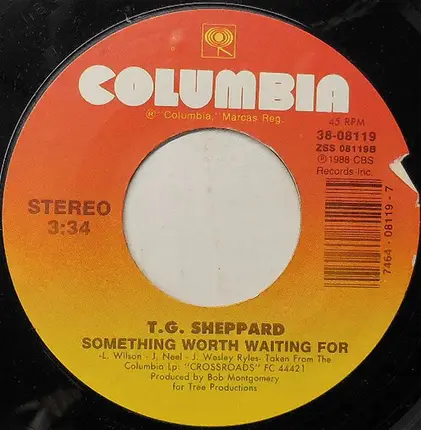 COLUMBIA
® "Columbia," Marcas Reg.
45 RPM
38-08119
ZSS 08119B
℗ 1988 CBS
Records Inc.
STEREO
3:34
7464-08119-7
T.G. SHEPPARD
SOMETHING WORTH WAITING FOR
-L. Wilson - J. Neel - J. Wesley Ryles- Taken From The
Columbia Lp: "CROSSROADS" FC 44421
Produced by Bob Montgomery
for Tree Productions